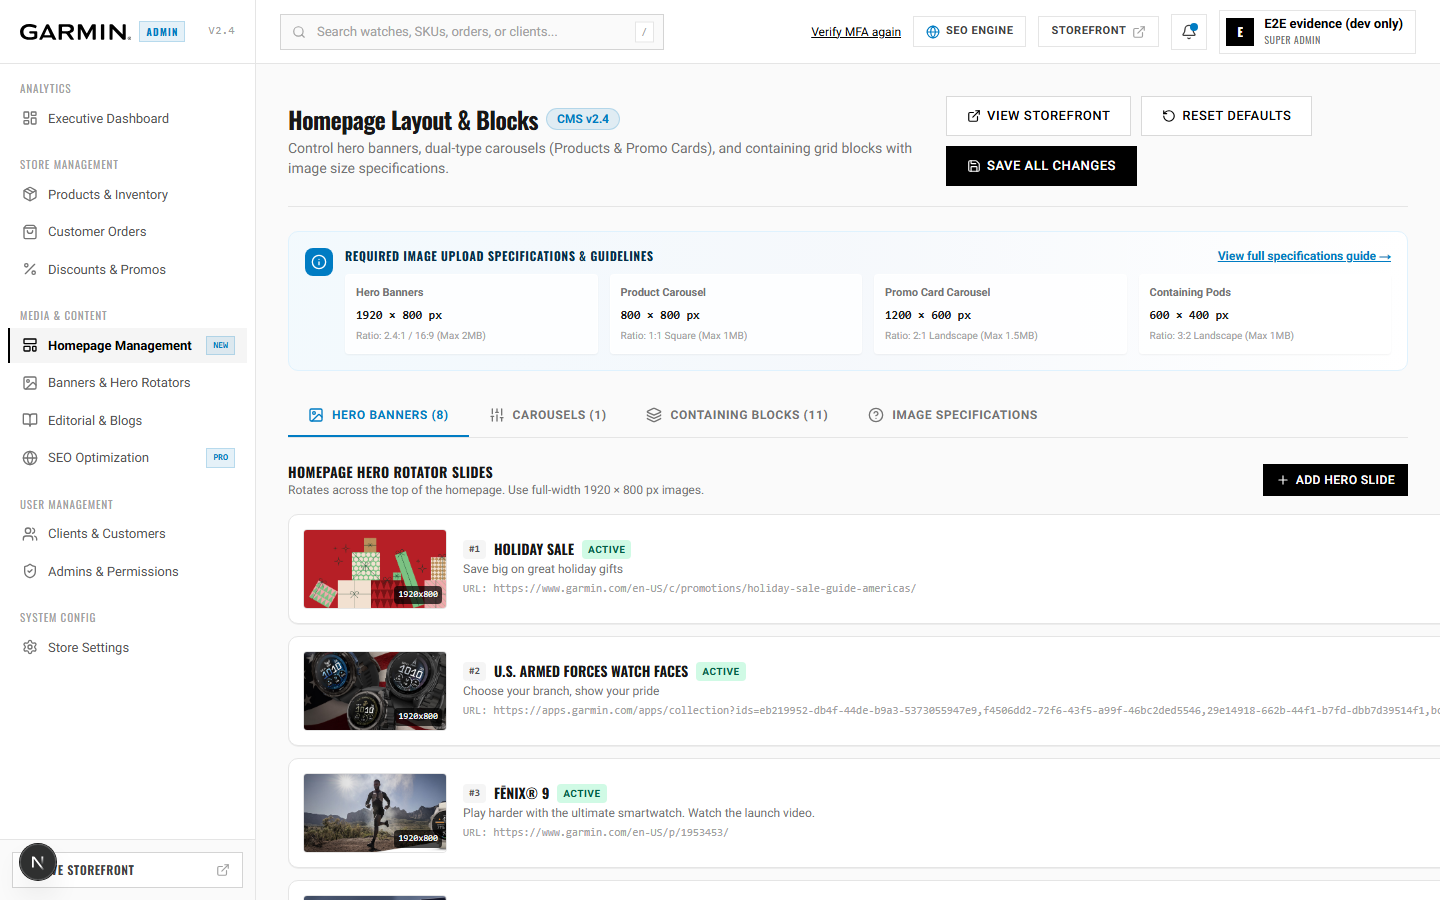 GARMIN. ADMIN V2.4
Search watches, SKUs, orders, or clients... /
Verify MFA again
SEO ENGINE
STOREFRONT
E
E2E evidence (dev only)
SUPER ADMIN
ANALYTICS
Executive Dashboard
STORE MANAGEMENT
Products & Inventory
Customer Orders
Discounts & Promos
MEDIA & CONTENT
Homepage Management NEW
Banners & Hero Rotators
Editorial & Blogs
SEO Optimization PRO
USER MANAGEMENT
Clients & Customers
Admins & Permissions
SYSTEM CONFIG
Store Settings
N
VE STOREFRONT
Homepage Layout & Blocks CMS v2.4
Control hero banners, dual-type carousels (Products & Promo Cards), and containing grid blocks with
image size specifications.
VIEW STOREFRONT
RESET DEFAULTS
SAVE ALL CHANGES
REQUIRED IMAGE UPLOAD SPECIFICATIONS & GUIDELINES
View full specifications guide →
Hero Banners
1920 × 800 px
Ratio: 2.4:1 / 16:9 (Max 2MB)
Product Carousel
800 × 800 px
Ratio: 1:1 Square (Max 1MB)
Promo Card Carousel
1200 × 600 px
Ratio: 2:1 Landscape (Max 1.5MB)
Containing Pods
600 × 400 px
Ratio: 3:2 Landscape (Max 1MB)
HERO BANNERS (8)
CAROUSELS (1)
CONTAINING BLOCKS (11)
IMAGE SPECIFICATIONS
HOMEPAGE HERO ROTATOR SLIDES
Rotates across the top of the homepage. Use full-width 1920 × 800 px images.
+ ADD HERO SLIDE
1920x800
#1 HOLIDAY SALE ACTIVE
Save big on great holiday gifts
URL: https://www.garmin.com/en-US/c/promotions/holiday-sale-guide-americas/
1920x800
#2 U.S. ARMED FORCES WATCH FACES ACTIVE
Choose your branch, show your pride
URL: https://apps.garmin.com/apps/collection?ids=eb219952-db4f-44de-b9a3-5373055947e9,f4506dd2-72f6-43f5-a99f-46bc2ded5546,29e14918-662b-44f1-b7fd-dbb7d39514f1,bc
1920x800
#3 FĒNIX® 9 ACTIVE
Play harder with the ultimate smartwatch. Watch the launch video.
URL: https://www.garmin.com/en-US/p/1953453/